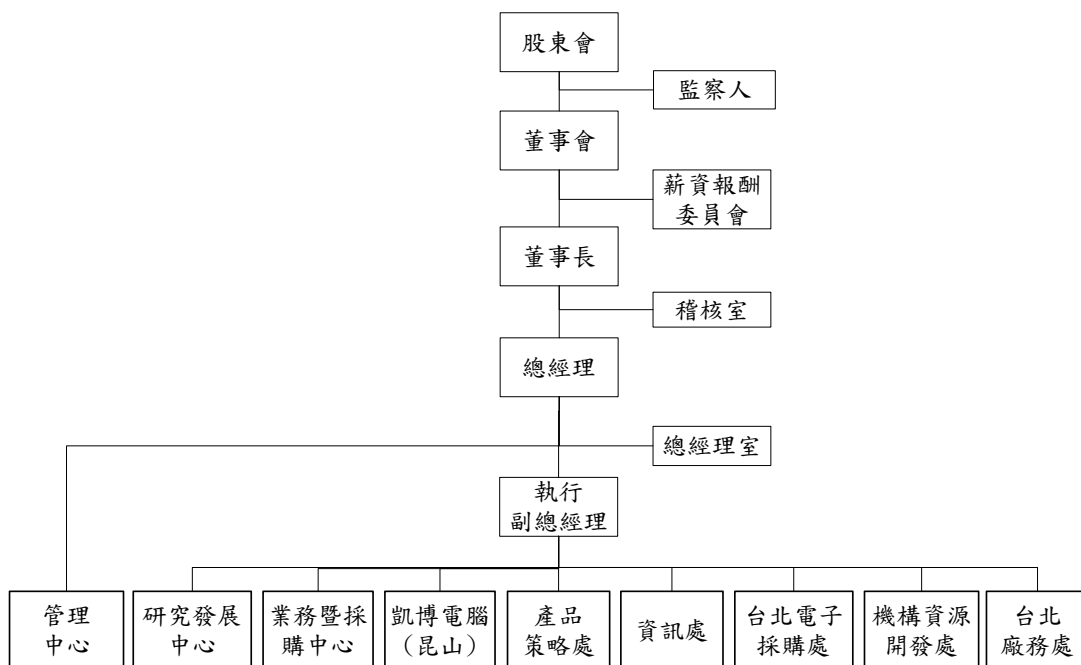 股東會
監察人
董事會
薪資報酬
委員會
董事長
稽核室
總經理
總經理室
執行
副總經理
管理
中心
研究發展
中心
業務暨採
購中心
凱博電腦
（昆山）
產品
策略處
資訊處
台北電子
採購處
機構資源
開發處
台北
廠務處